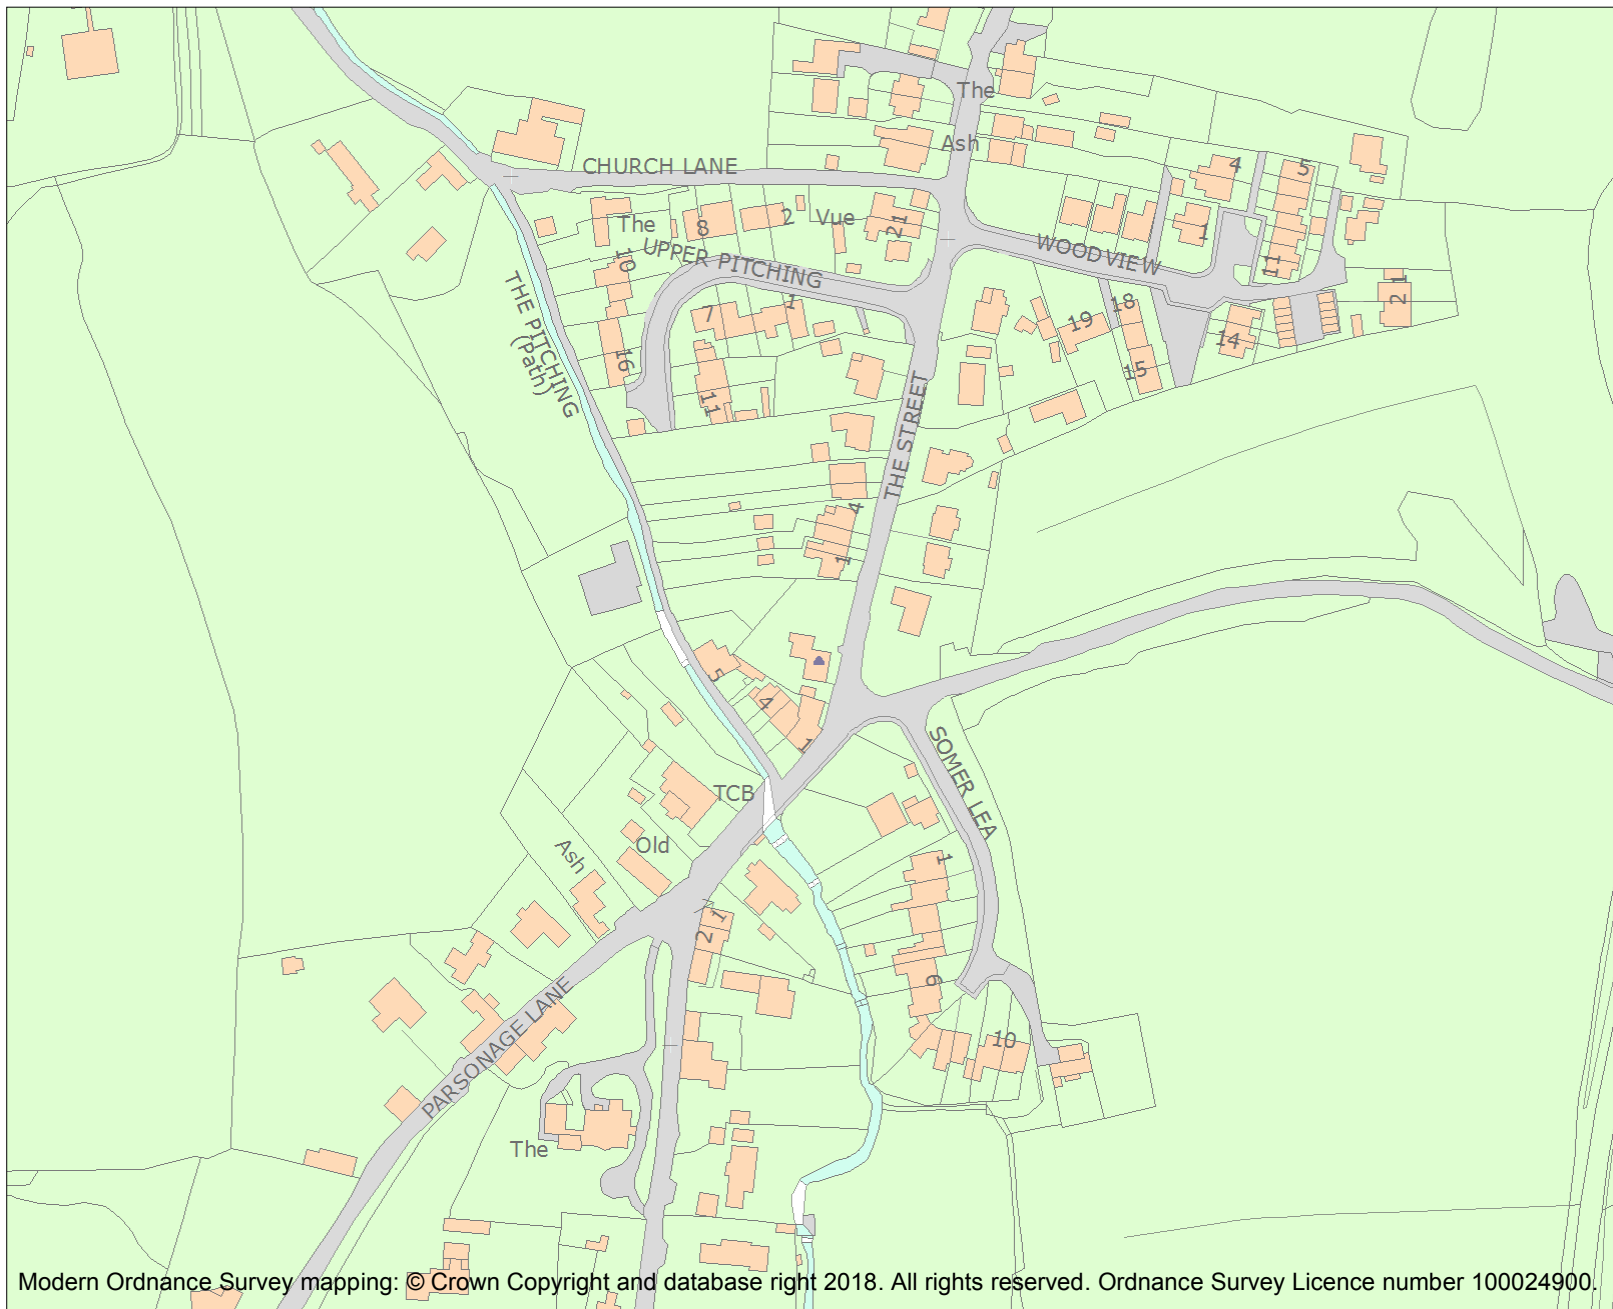 The
Ash
CHURCH LANE
4
5
The
8
2
Vue
21
1
WOODVIEW
11
10
UPPER PITCHING
THE PITCHING
(Path)
7
1
18
19
2 1
14
15
16
11
THE STREET
4
1
5
4
1
SOMER LEA
TCB
Old
Ash
1
1
2
6
10
PARSONAGE LANE
The
Modern Ordnance Survey mapping: © Crown Copyright and database right 2018. All rights reserved. Ordnance Survey Licence number 100024900.